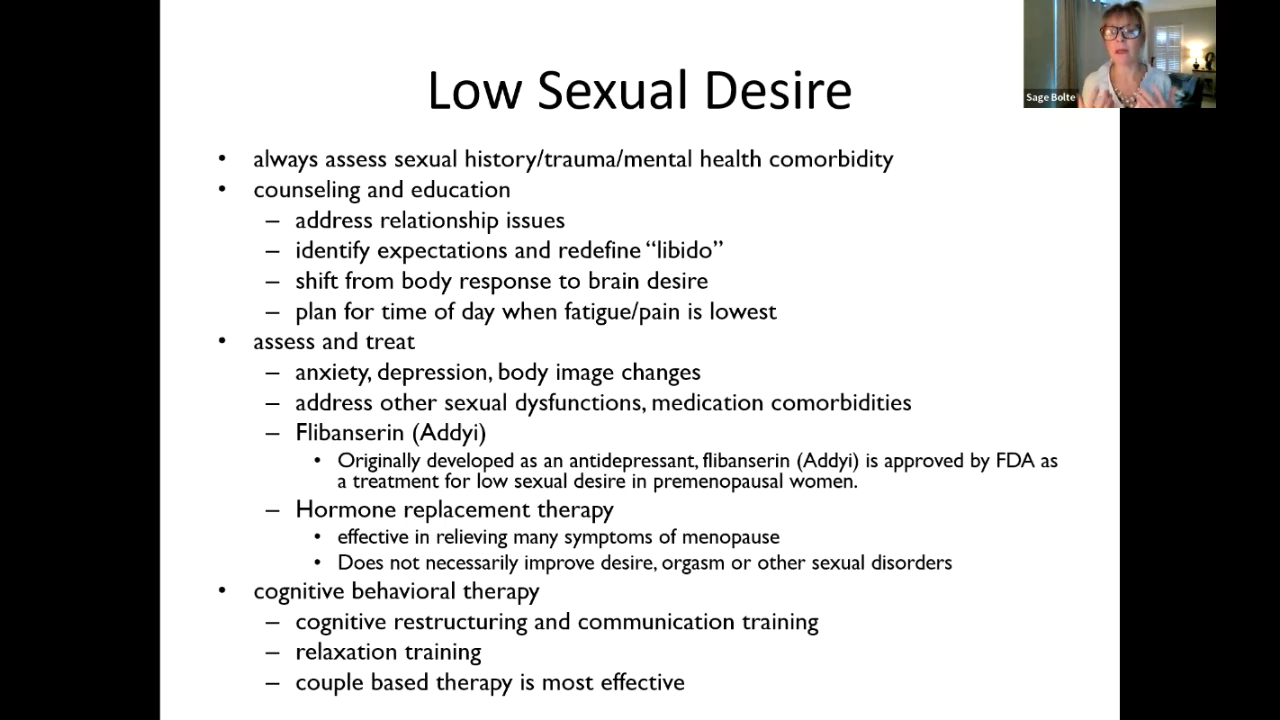 Low Sexual Desire
Sage Bolte
• always assess sexual history/trauma/mental health comorbidity
• counseling and education
– address relationship issues
– identify expectations and redefine “libido”
– shift from body response to brain desire
– plan for time of day when fatigue/pain is lowest
• assess and treat
– anxiety, depression, body image changes
– address other sexual dysfunctions, medication comorbidities
– Flibanserin (Addyi)
• Originally developed as an antidepressant, flibanserin (Addyi) is approved by FDA as
a treatment for low sexual desire in premenopausal women.
– Hormone replacement therapy
• effective in relieving many symptoms of menopause
• Does not necessarily improve desire, orgasm or other sexual disorders
• cognitive behavioral therapy
– cognitive restructuring and communication training
– relaxation training
– couple based therapy is most effective